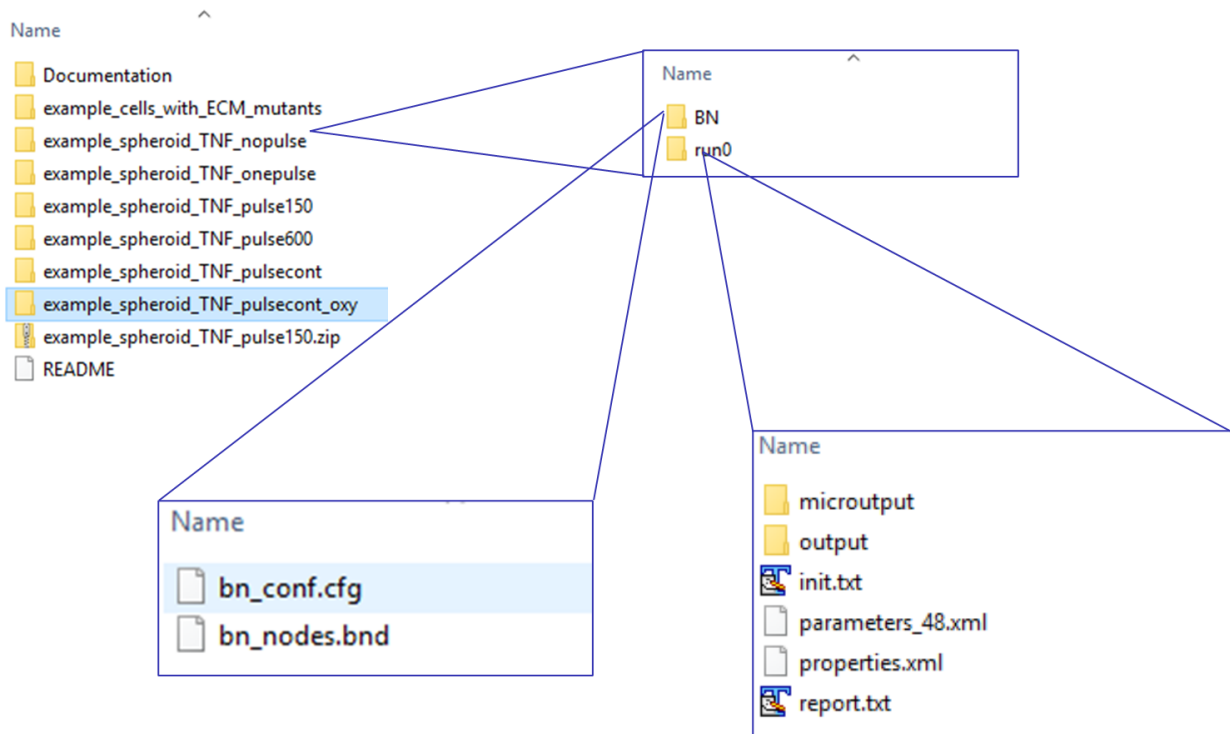 Name
Documentation
example_cells_with_ECM_mutants
example_spheroid_TNF_nopulse
example_spheroid_TNF_onepulse
example_spheroid_TNF_pulse150
example_spheroid_TNF_pulse600
example_spheroid_TNF_pulsecont
example_spheroid_TNF_pulsecont_oxy
example_spheroid_TNF_pulse150.zip
README
Name
BN
run0
Name
bn_conf.cfg
bn_nodes.bnd
Name
microutput
output
init.txt
parameters_48.xml
properties.xml
report.txt